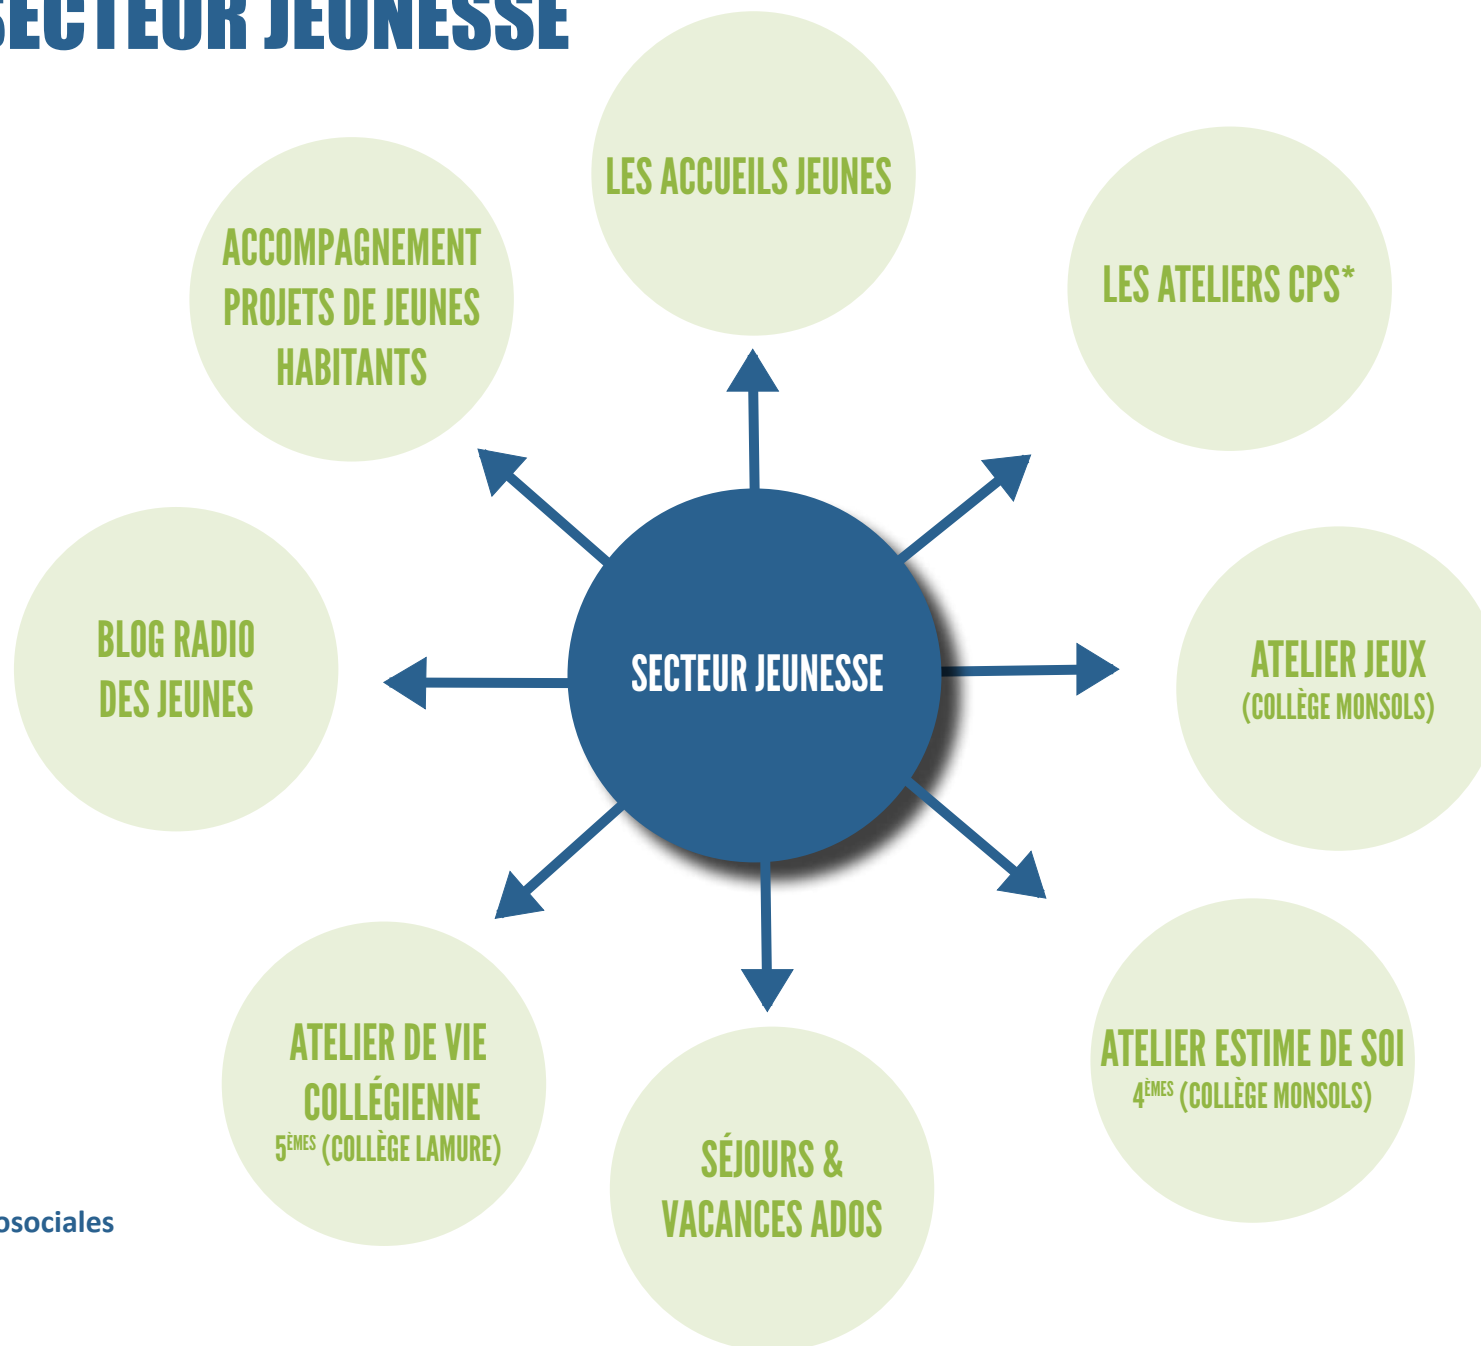 SECTEUR JEUNESSE
LES ACCUEILS JEUNES
ACCOMPAGNEMENT
PROJETS DE JEUNES
HABITANTS
LES ATELIERS CPS*
BLOG RADIO
DES JEUNES
SECTEUR JEUNESSE
ATELIER JEUX
(COLLÈGE MONSOLS)
ATELIER DE VIE
COLLÉGIENNE
5ÈMES (COLLÈGE LAMURE)
ATELIER ESTIME DE SOI
4ÈMES (COLLÈGE MONSOLS)
SÉJOURS &
VACANCES ADOS
osociales